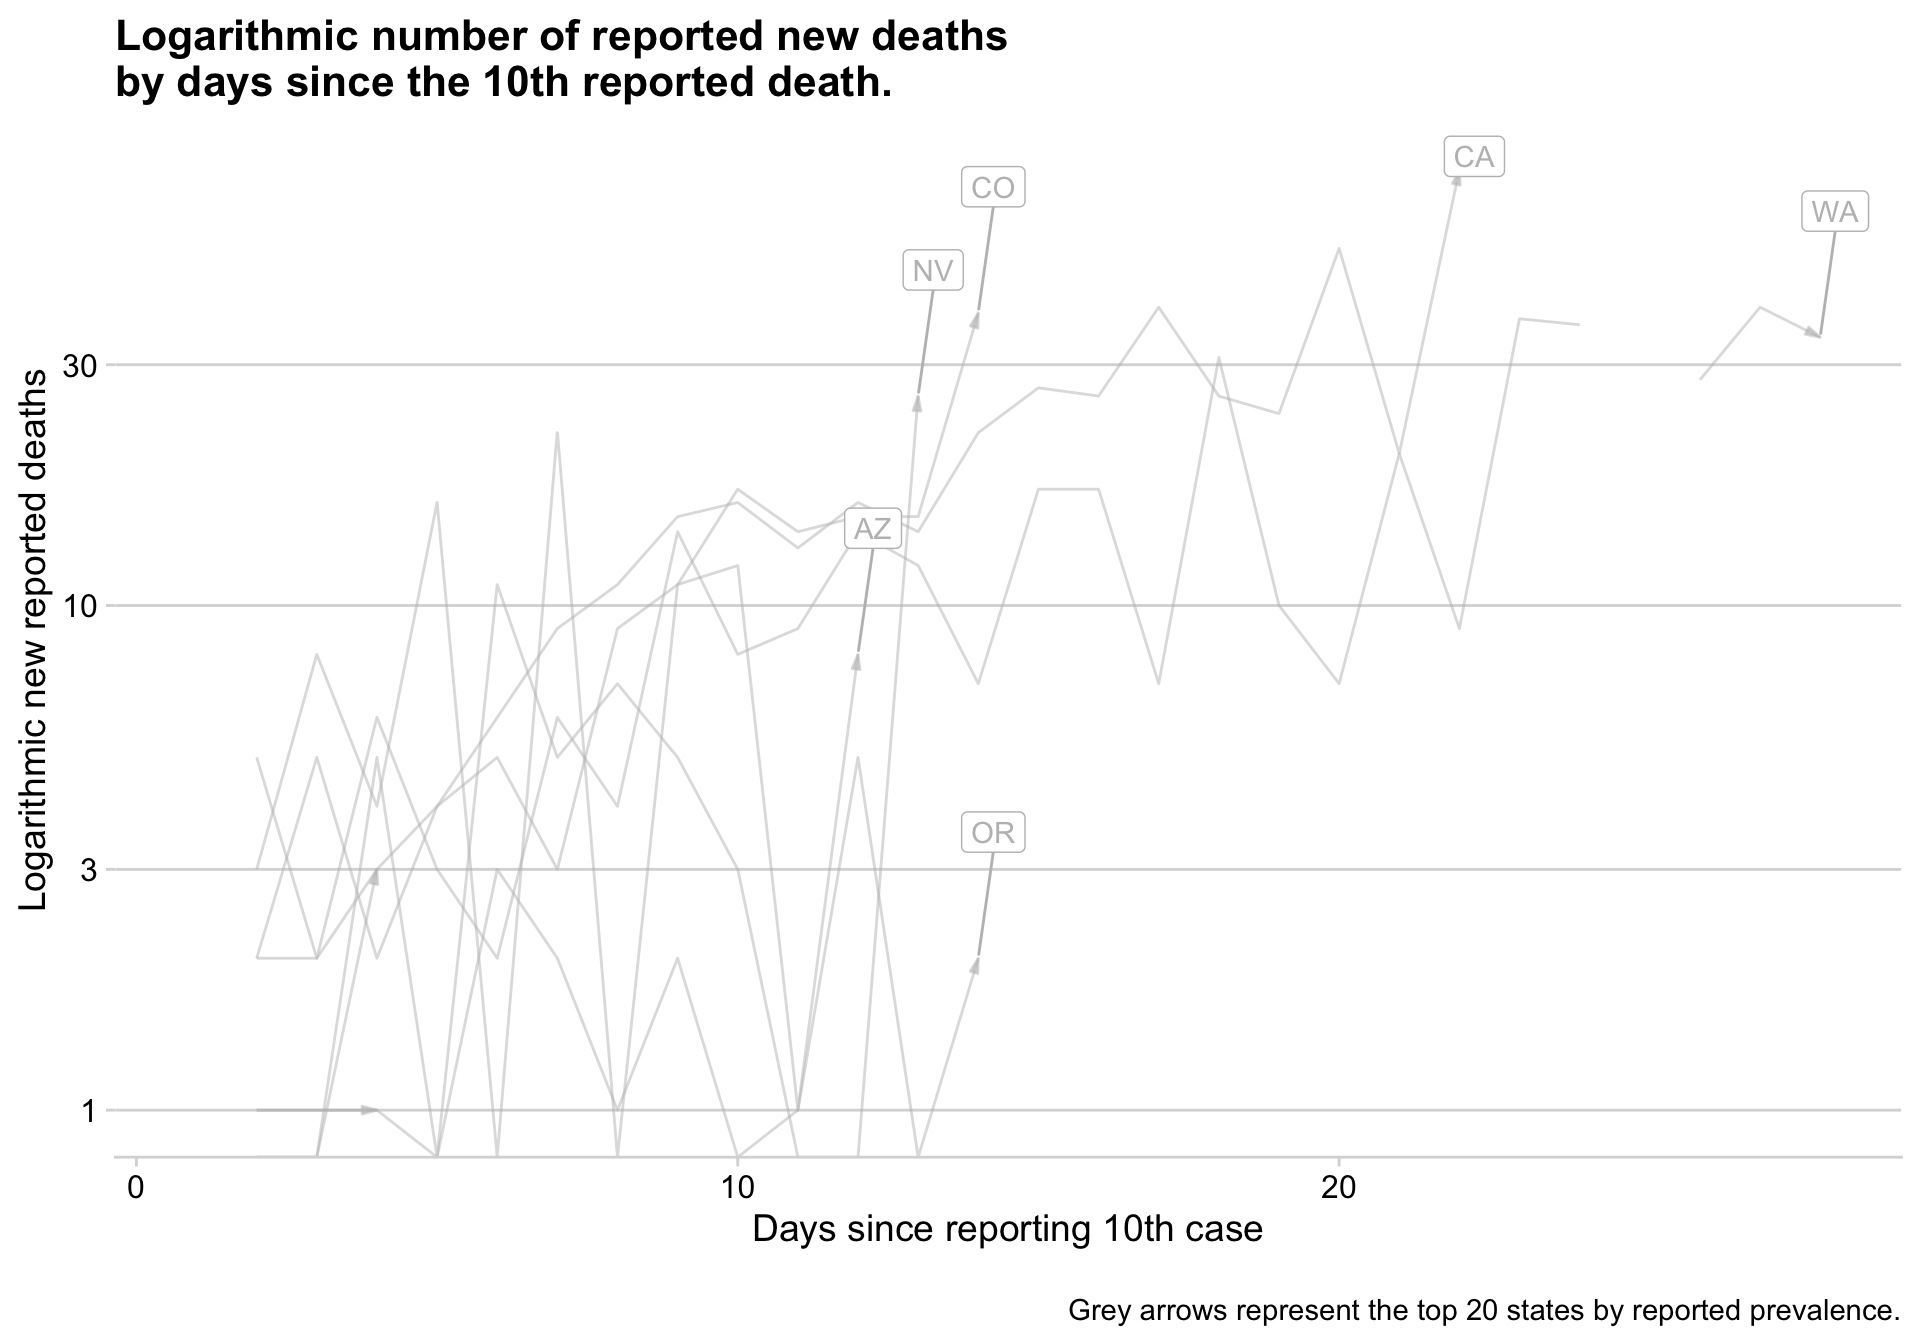 Logarithmic number of reported new deaths
by days since the 10th reported death.
CA
CO
WA
NV
30
AZ
10
OR
3
1
Logarithmic new reported deaths
0
10
20
Days since reporting 10th case
Grey arrows represent the top 20 states by reported prevalence.